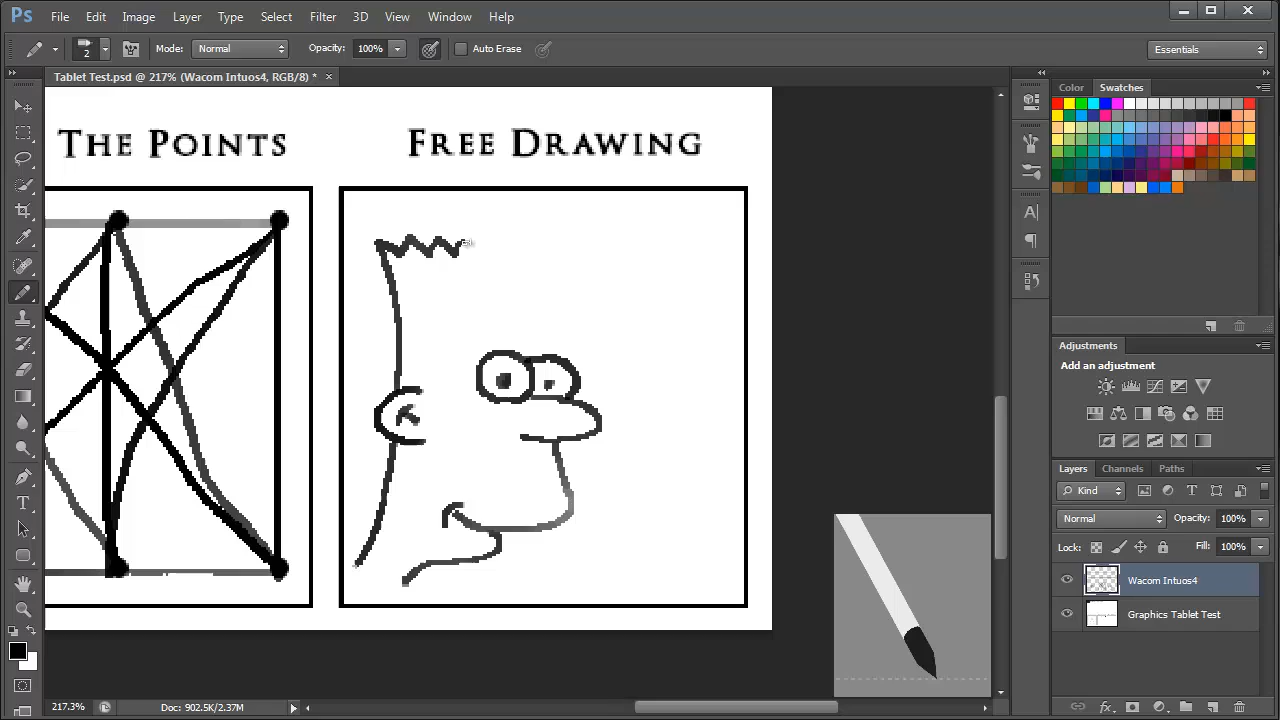 Ps File Edit Image Layer Type Select Filter 3D View Window Help
2 Mode: Normal Opacity: 100% Auto Erase Essentials
Tablet Test.psd @ 217% (Wacom Intuos4, RGB/8) * ×
Color Swatches
THE POINTS FREE DRAWING
Adjustments
Add an adjustment
Layers Channels Paths
Kind
Normal Opacity: 100%
Lock: Fill: 100%
Wacom Intuos4
Graphics Tablet Test
217.3% Doc: 902.5K/2.37M